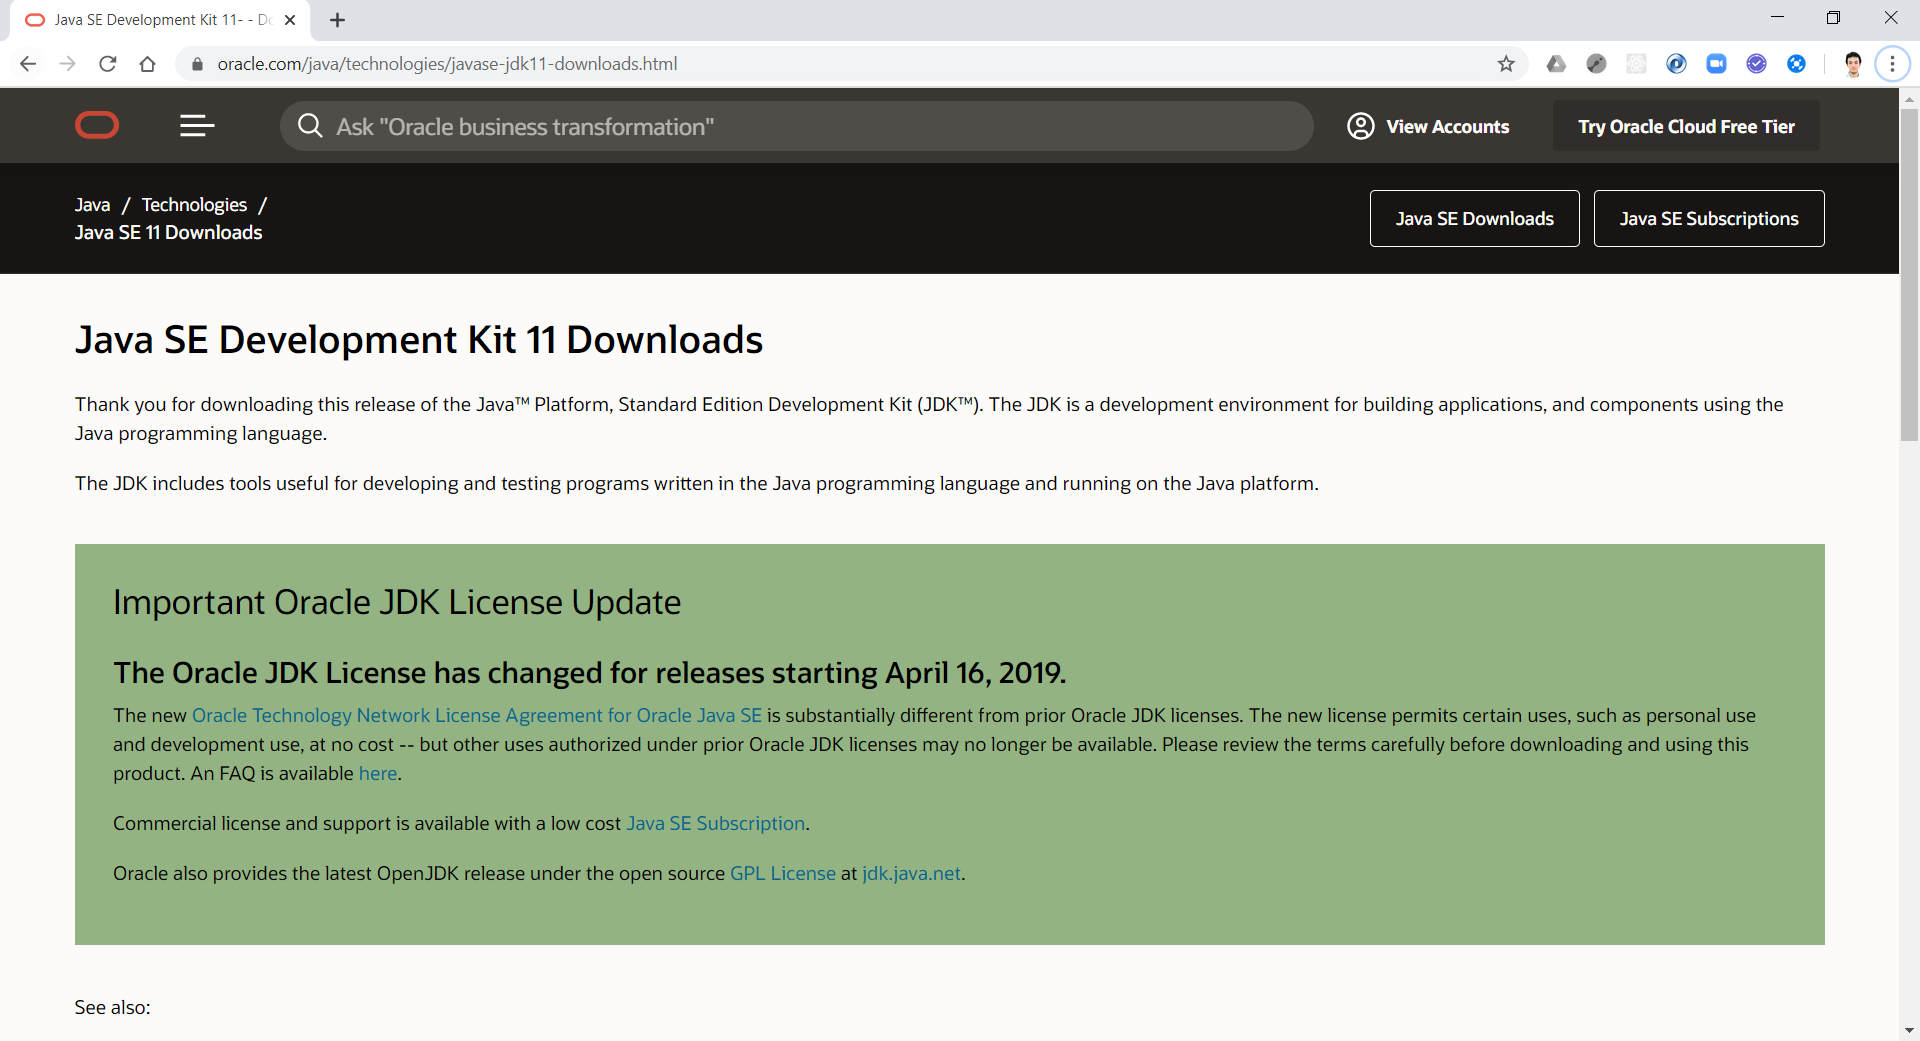 Java SE Development Kit 11- - Do
oracle.com/java/technologies/javase-jdk11-downloads.html
Ask "Oracle business transformation"
View Accounts
Try Oracle Cloud Free Tier
Java / Technologies /
Java SE 11 Downloads
Java SE Downloads
Java SE Subscriptions
Java SE Development Kit 11 Downloads
Thank you for downloading this release of the Java™ Platform, Standard Edition Development Kit (JDK™). The JDK is a development environment for building applications, and components using the
Java programming language.
The JDK includes tools useful for developing and testing programs written in the Java programming language and running on the Java platform.
Important Oracle JDK License Update
The Oracle JDK License has changed for releases starting April 16, 2019.
The new Oracle Technology Network License Agreement for Oracle Java SE is substantially different from prior Oracle JDK licenses. The new license permits certain uses, such as personal use
and development use, at no cost -- but other uses authorized under prior Oracle JDK licenses may no longer be available. Please review the terms carefully before downloading and using this
product. An FAQ is available here.
Commercial license and support is available with a low cost Java SE Subscription.
Oracle also provides the latest OpenJDK release under the open source GPL License at jdk.java.net.
See also: